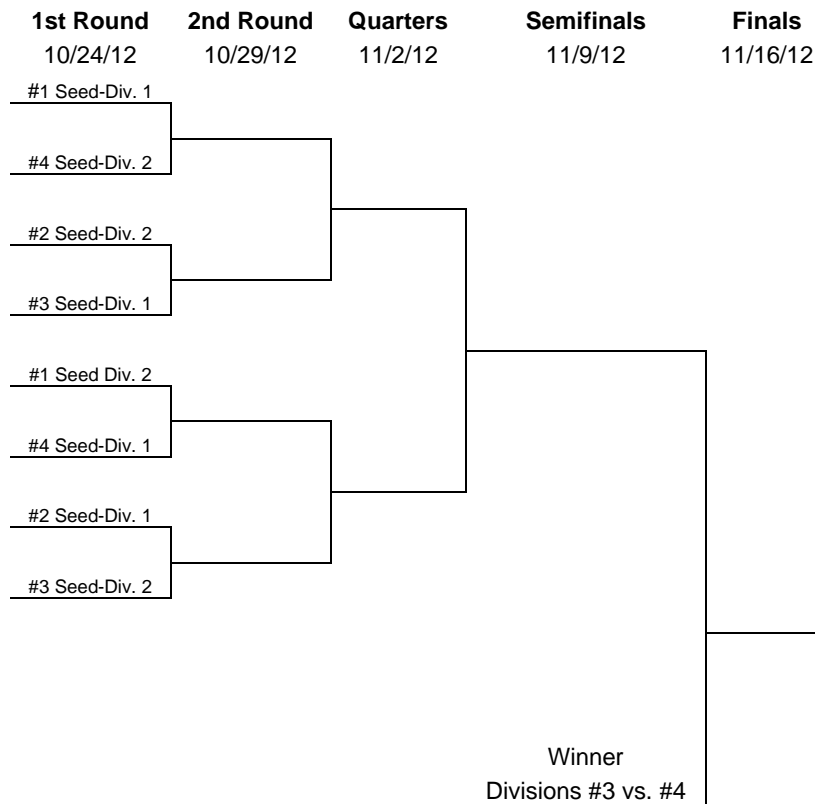 1st Round 2nd Round Quarters Semifinals Finals
10/24/12 10/29/12 11/2/12 11/9/12 11/16/12
#1 Seed-Div. 1
#4 Seed-Div. 2
#2 Seed-Div. 2
#3 Seed-Div. 1
#1 Seed Div. 2
#4 Seed-Div. 1
#2 Seed-Div. 1
#3 Seed-Div. 2
Winner
Divisions #3 vs. #4